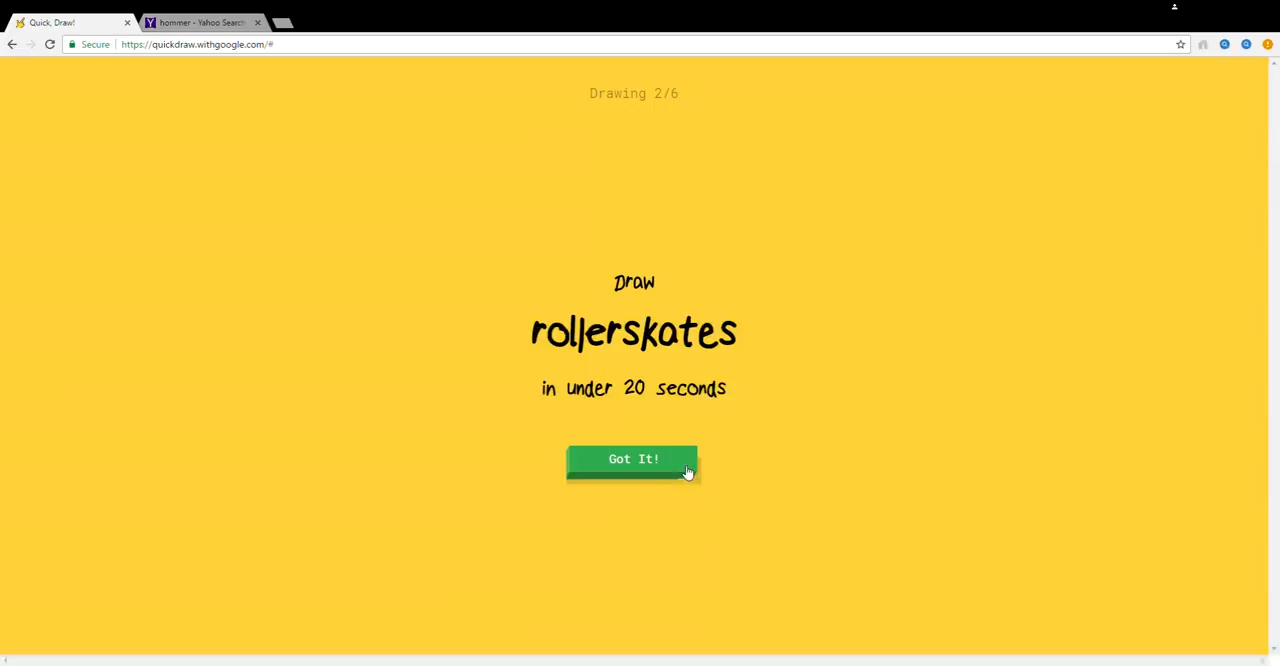 Quick, Draw!
hommer - Yahoo Search
Secure
https://quickdraw.withgoogle.com/#
Drawing 2/6
Draw
rollerskates
in under 20 seconds
Got It!